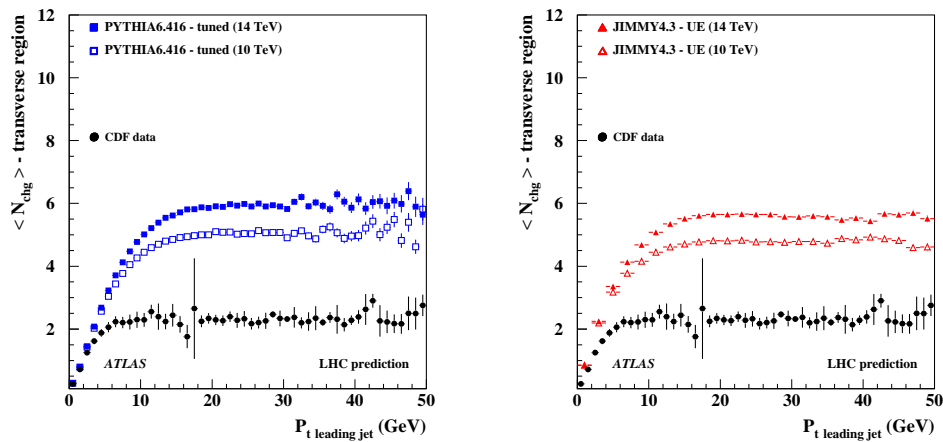 < N_chg > - transverse region
12
10
8
6
4
2
PYTHIA6.416 - tuned (14 TeV)
PYTHIA6.416 - tuned (10 TeV)
CDF data
ATLAS
LHC prediction
0 10 20 30 40 50
P_t leading jet (GeV)
< N_chg > - transverse region
12
10
8
6
4
2
JIMMY4.3 - UE (14 TeV)
JIMMY4.3 - UE (10 TeV)
CDF data
ATLAS
LHC prediction
0 10 20 30 40 50
P_t leading jet (GeV)